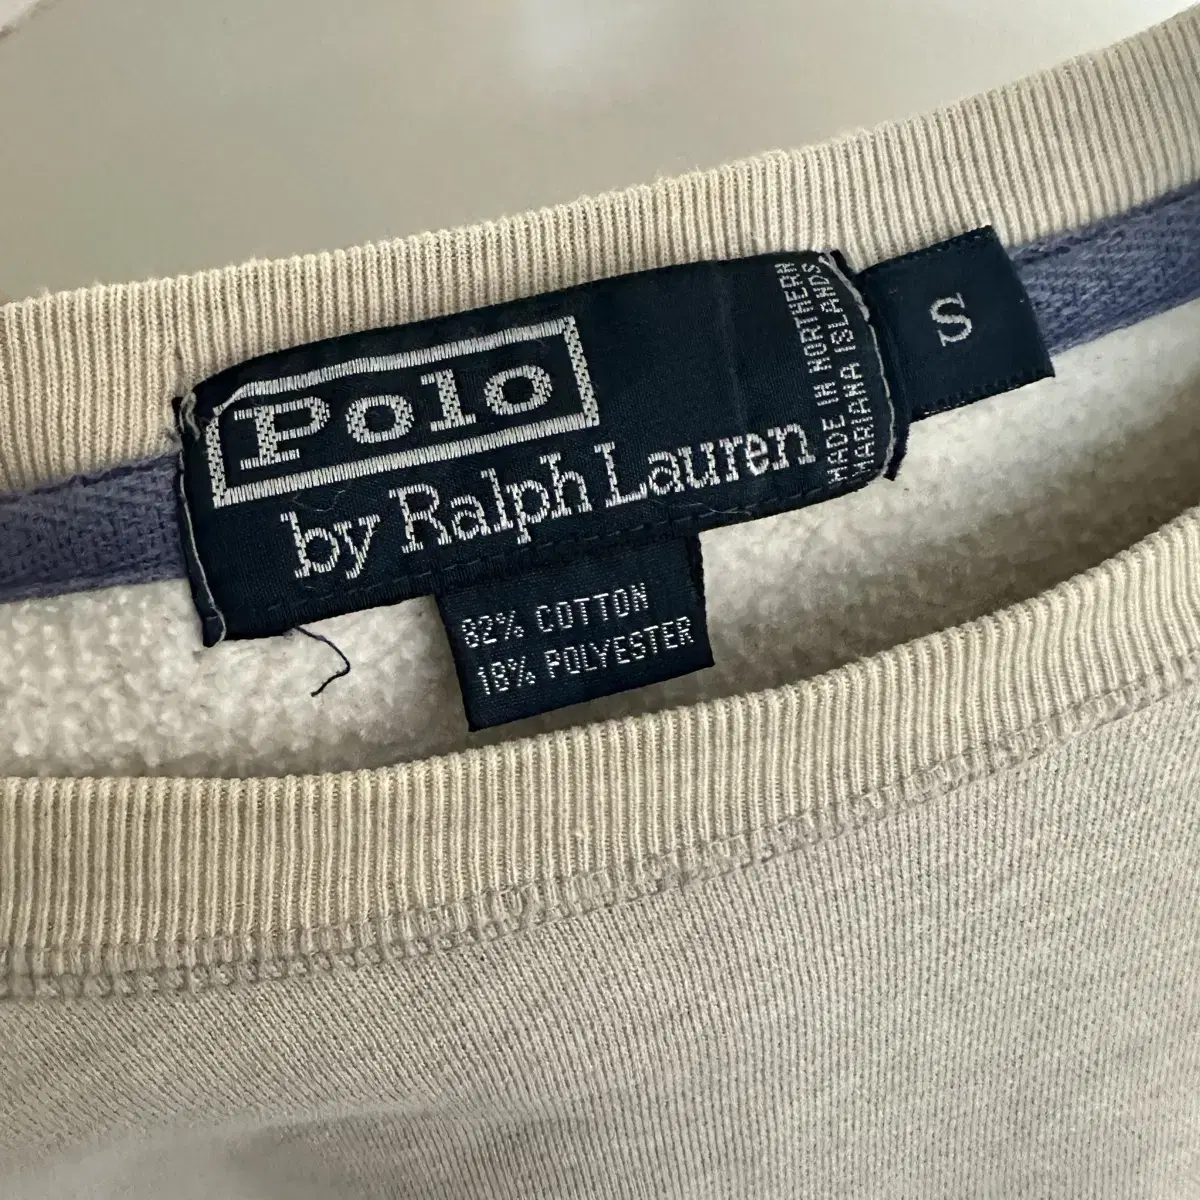 Polo
by Ralph Lauren
MADE IN NORTHERN
MARIANA ISLANDS
S
82% COTTON
18% POLYESTER